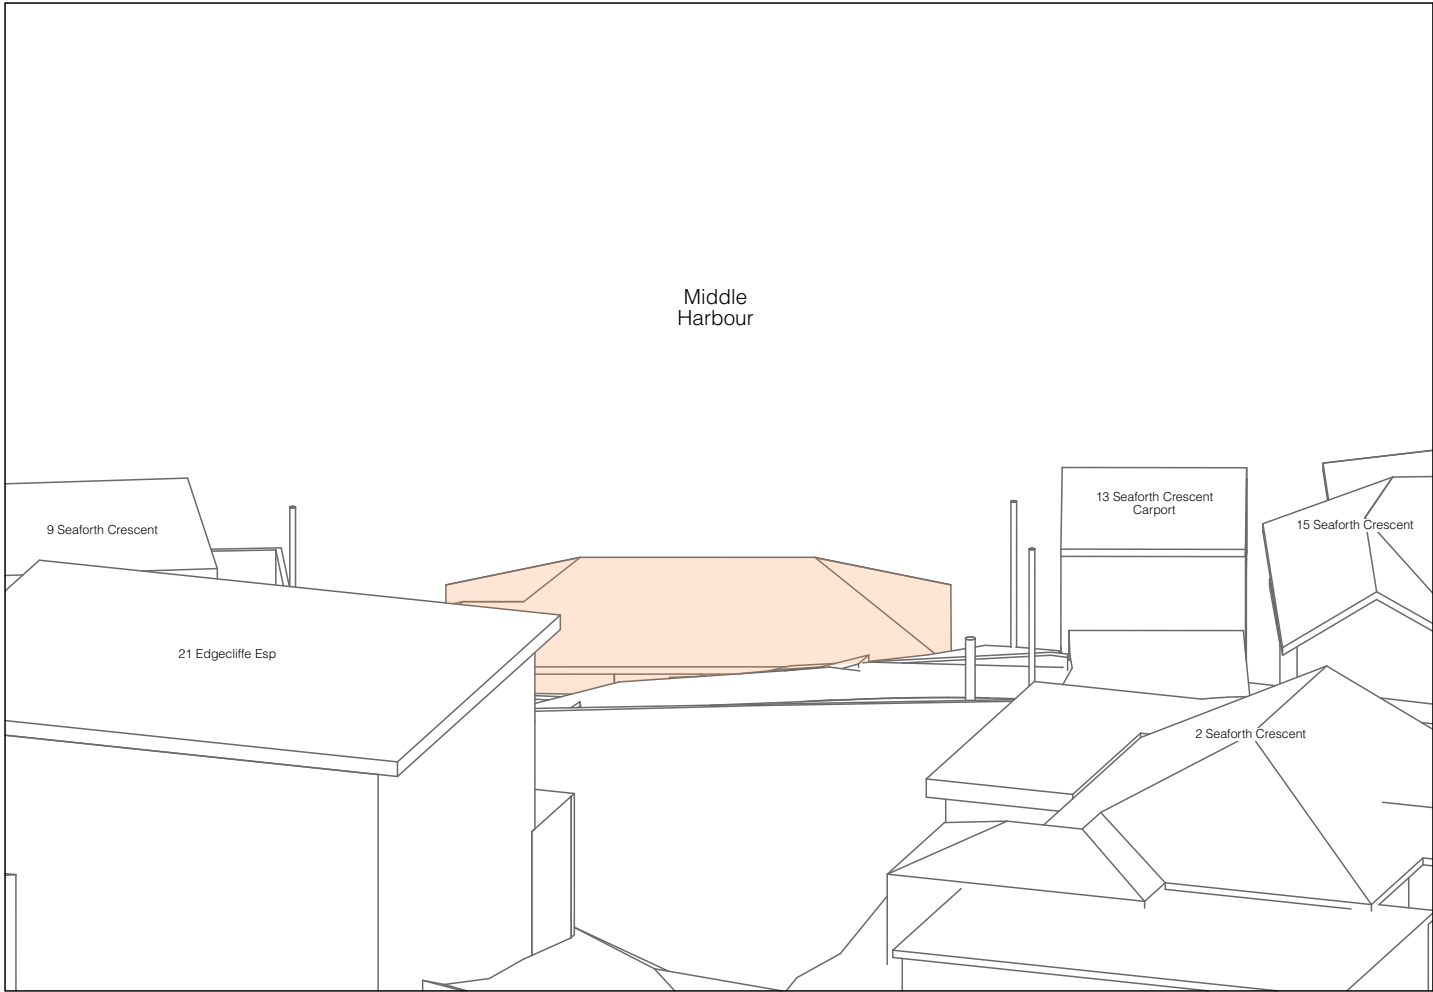 Middle
Harbour
9 Seaforth Crescent
13 Seaforth Crescent
Carport
15 Seaforth Crescent
21 Edgecliffe Esp
2 Seaforth Crescent